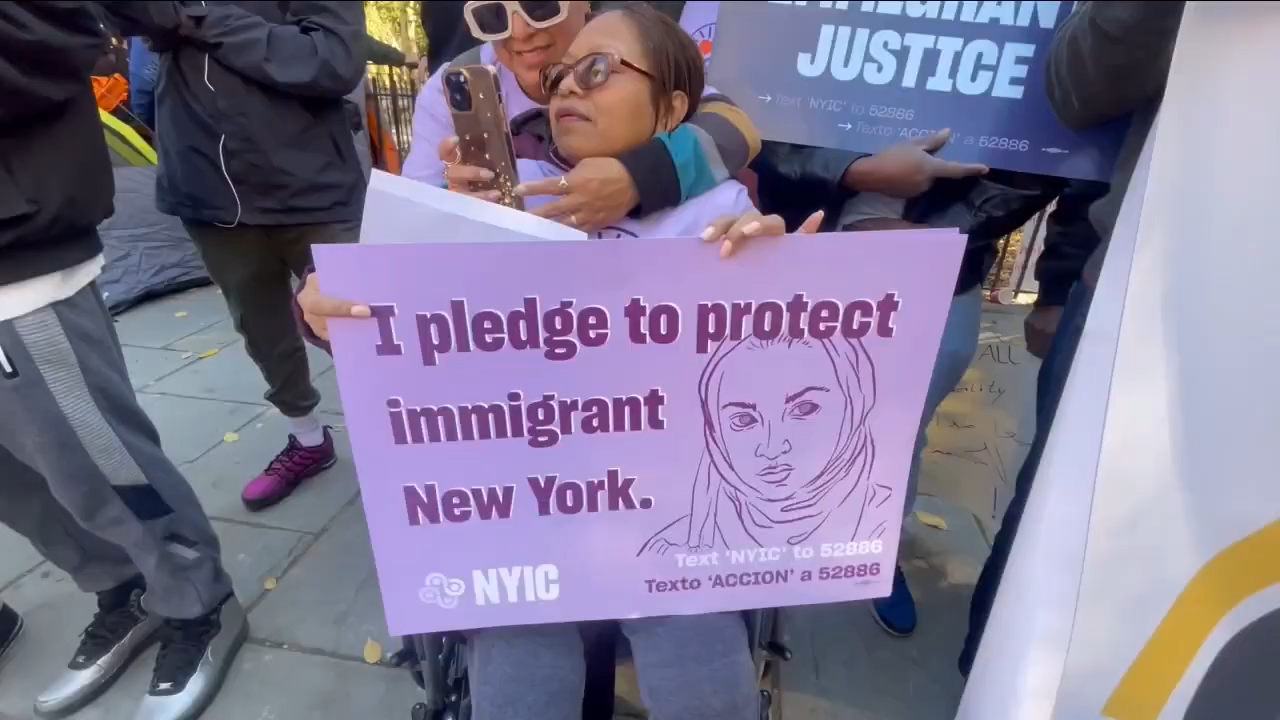 JUSTICE
→ Text 'NYIC' to 52886
→ Texto 'ACCION' a 52886
I pledge to protect
immigrant
New York.
Text 'NYIC' to 52886
Texto 'ACCION' a 52886
NYIC
ALL